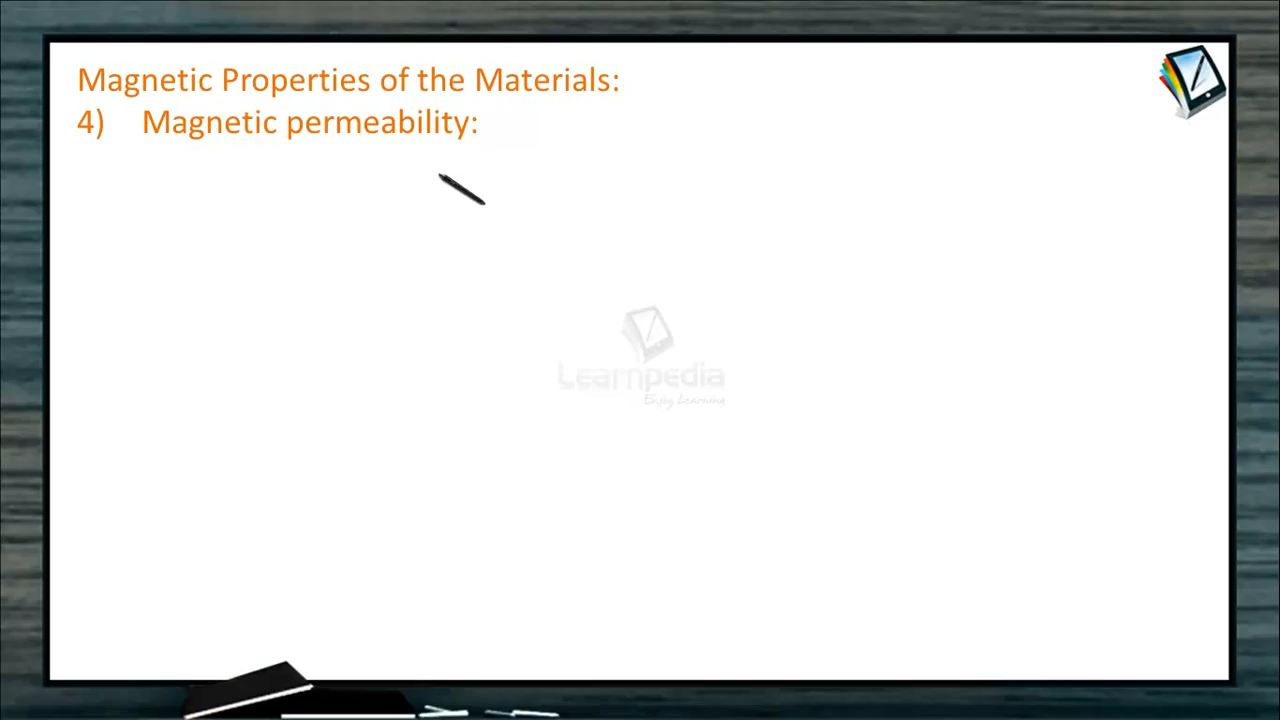 Magnetic Properties of the Materials:
4) Magnetic permeability:
Learnpedia
Enjoy Learning